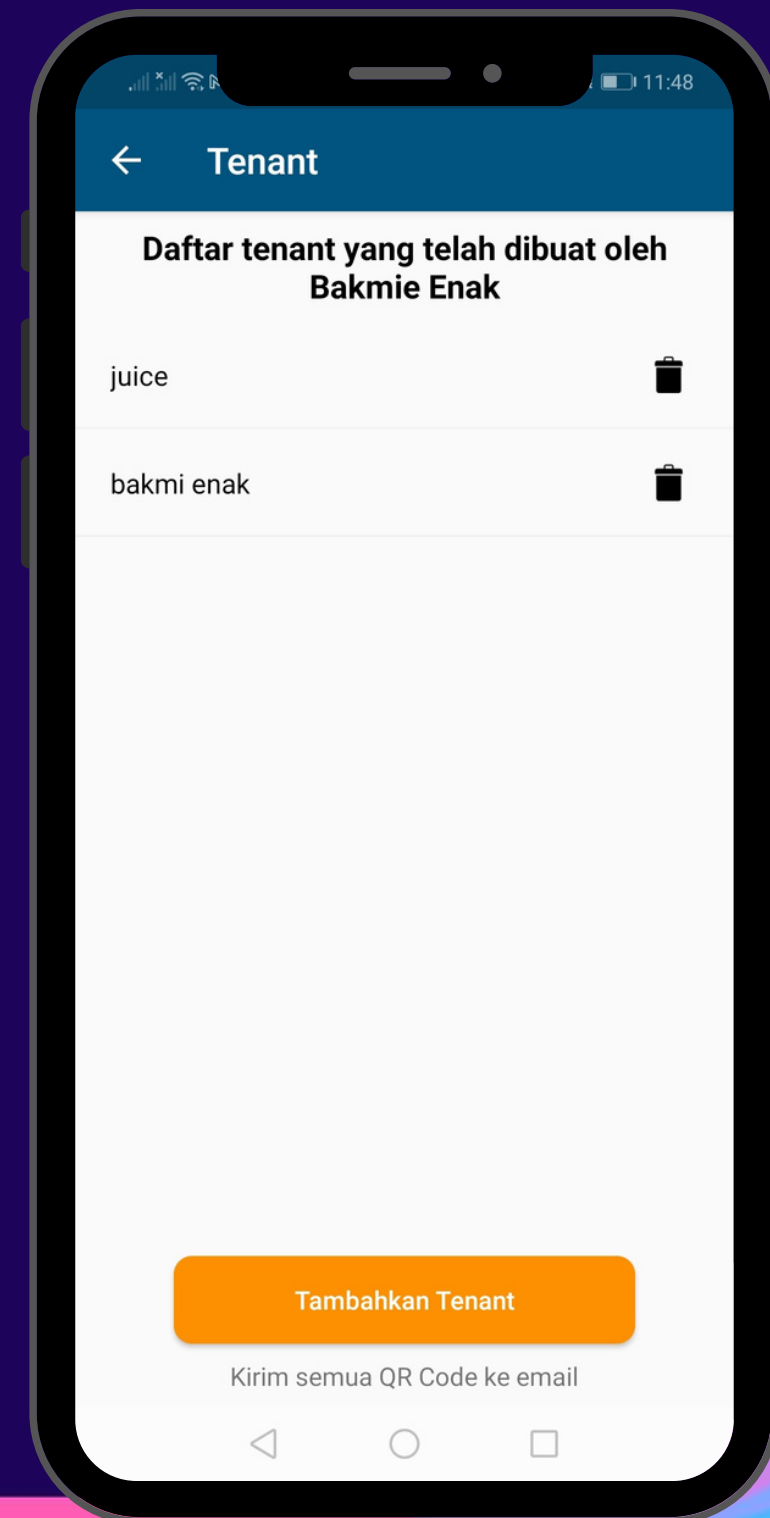 11:48
Tenant
Daftar tenant yang telah dibuat oleh
Bakmie Enak
juice
bakmi enak
Tambahkan Tenant
Kirim semua QR Code ke email